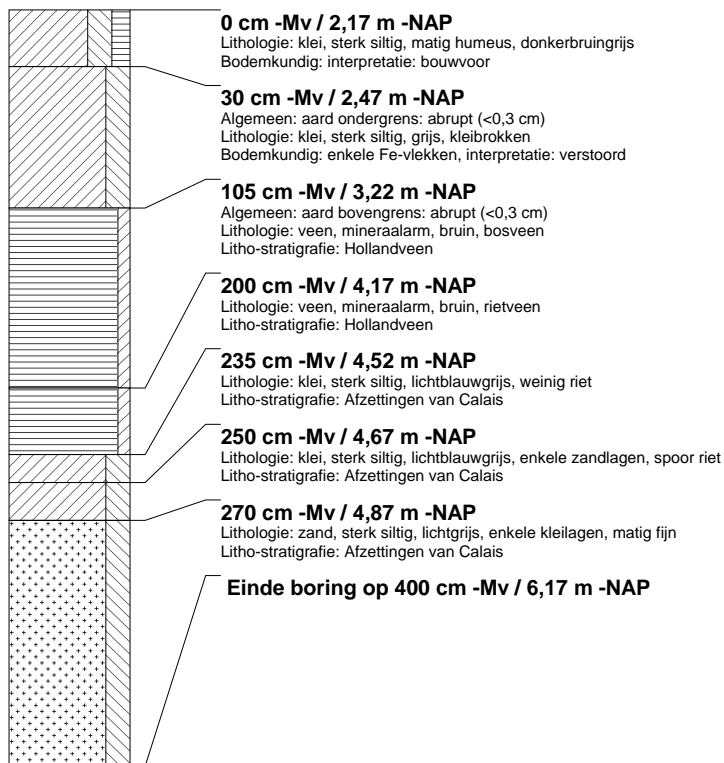 0 cm -Mv / 2,17 m -NAP
Lithologie: klei, sterk siltig, matig humeus, donkerbruingrijs
Bodemkundig: interpretatie: bouwvoor
30 cm -Mv / 2,47 m -NAP
Algemeen: aard ondergrens: abrupt (<0,3 cm)
Lithologie: klei, sterk siltig, grijs, kleibrokken
Bodemkundig: enkele Fe-vlekken, interpretatie: verstoord
105 cm -Mv / 3,22 m -NAP
Algemeen: aard bovengrens: abrupt (<0,3 cm)
Lithologie: veen, mineraalarm, bruin, bosveen
Litho-stratigrafie: Hollandveen
200 cm -Mv / 4,17 m -NAP
Lithologie: veen, mineraalarm, bruin, rietveen
Litho-stratigrafie: Hollandveen
235 cm -Mv / 4,52 m -NAP
Lithologie: klei, sterk siltig, lichtblauwgrijs, weinig riet
Litho-stratigrafie: Afzettingen van Calais
250 cm -Mv / 4,67 m -NAP
Lithologie: klei, sterk siltig, lichtblauwgrijs, enkele zandlagen, spoor riet
Litho-stratigrafie: Afzettingen van Calais
270 cm -Mv / 4,87 m -NAP
Lithologie: zand, sterk siltig, lichtgrijs, enkele kleilagen, matig fijn
Litho-stratigrafie: Afzettingen van Calais
Einde boring op 400 cm -Mv / 6,17 m -NAP